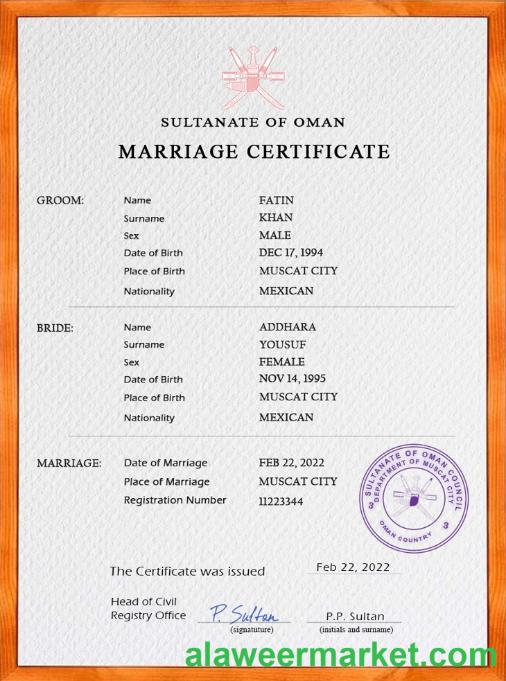 SULTANATE OF OMAN
MARRIAGE CERTIFICATE
GROOM: Name FATIN
Surname KHAN
Sex MALE
Date of Birth DEC 17, 1994
Place of Birth MUSCAT CITY
Nationality MEXICAN
BRIDE: Name ADDHARA
Surname YOUSUF
Sex FEMALE
Date of Birth NOV 14, 1995
Place of Birth MUSCAT CITY
Nationality MEXICAN
MARRIAGE: Date of Marriage FEB 22, 2022
Place of Marriage MUSCAT CITY
Registration Number 11223344
SULTANATE OF OMAN COUNCIL
DEPARTMENT OF MUSCAT CITY
3 3
OMAN COUNTRY
The Certificate was issued Feb 22, 2022
Head of Civil
Registry Office P. Sultan P.P. Sultan
(signatuture) (initials and surname)
alaweermarket.com